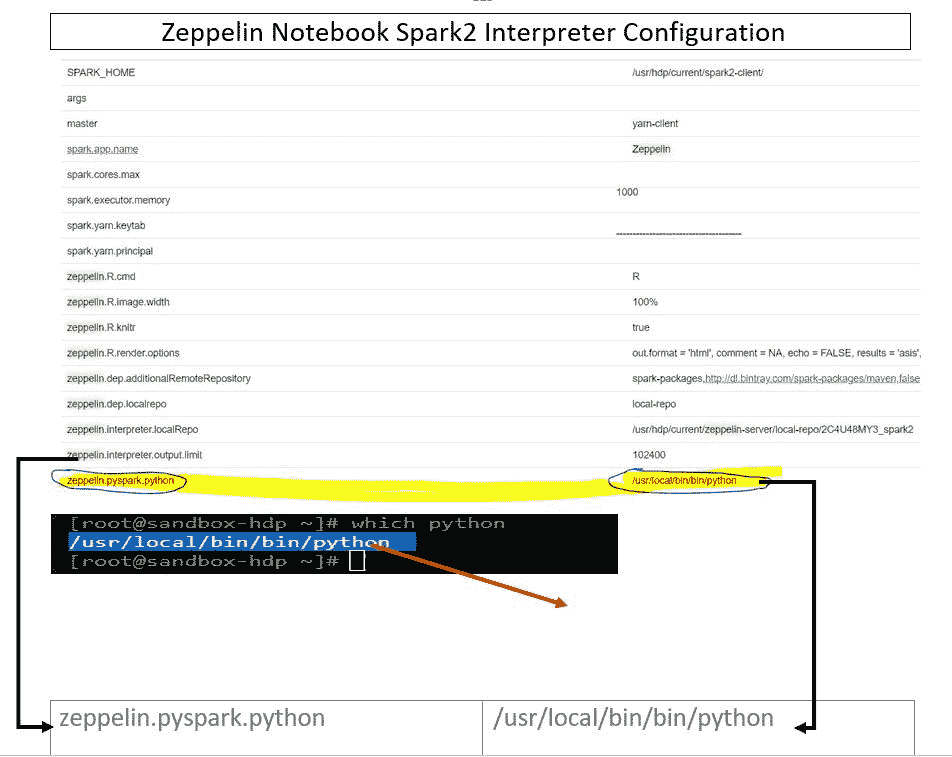 Zeppelin Notebook Spark2 Interpreter Configuration
SPARK_HOME /usr/hdp/current/spark2-client/
args
master yarn-client
spark.app.name Zeppelin
spark.cores.max
spark.executor.memory 1000
spark.yarn.keytab
spark.yarn.principal
zeppelin.R.cmd R
zeppelin.R.image.width 100%
zeppelin.R.knitr true
zeppelin.R.render.options out.format = 'html', comment = NA, echo = FALSE, results = 'asis',
zeppelin.dep.additionalRemoteRepository spark-packages,http://dl.bintray.com/spark-packages/maven,false
zeppelin.dep.localrepo local-repo
zeppelin.interpreter.localRepo /usr/hdp/current/zeppelin-server/local-repo/2C4U48MY3_spark2
zeppelin.interpreter.output.limit 102400
zeppelin.pyspark.python /usr/local/bin/bin/python
[root@sandbox-hdp ~]# which python
/usr/local/bin/bin/python
[root@sandbox-hdp ~]#
zeppelin.pyspark.python /usr/local/bin/bin/python